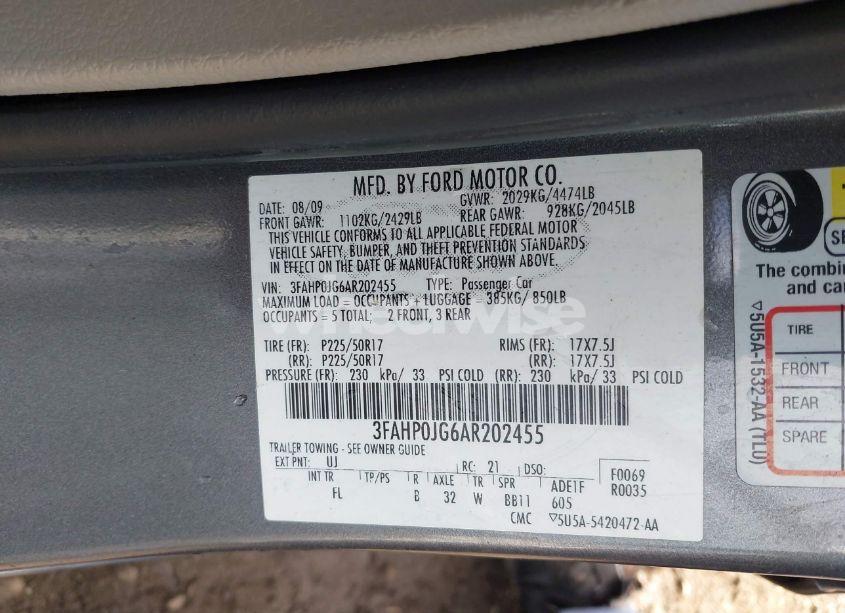 MFD. BY FORD MOTOR CO.
DATE: 08/09 GVWR: 2029KG/4474LB
FRONT GAWR: 1102KG/2429LB REAR GAWR: 928KG/2045LB
THIS VEHICLE CONFORMS TO ALL APPLICABLE FEDERAL MOTOR
VEHICLE SAFETY, BUMPER, AND THEFT PREVENTION STANDARDS
IN EFFECT ON THE DATE OF MANUFACTURE SHOWN ABOVE.
VIN: 3FAHP0JG6AR202455 TYPE: Passenger Car
MAXIMUM LOAD = OCCUPANTS + LUGGAGE = 385KG/ 850LB
OCCUPANTS = 5 TOTAL; 2 FRONT, 3 REAR
wheelwise
TIRE (FR): P225/50R17 RIMS (FR): 17X7.5J
(RR): P225/50R17 (RR): 17X7.5J
PRESSURE (FR): 230 kPa/ 33 PSI COLD (RR): 230 kPa/ 33 PSI COLD
3FAHP0JG6AR202455
TRAILER TOWING - SEE OWNER GUIDE
EXT PNT: UJ RC: 21 DSO: F0069
INT TR TP/PS R AXLE TR SPR ADE1F R0035
FL B 32 W BB11 605
CMC ▽5U5A-5420472-AA
The combin
and car
TIRE
FRONT
REAR
SPARE
▽5U5A-1532-AA (TL0)